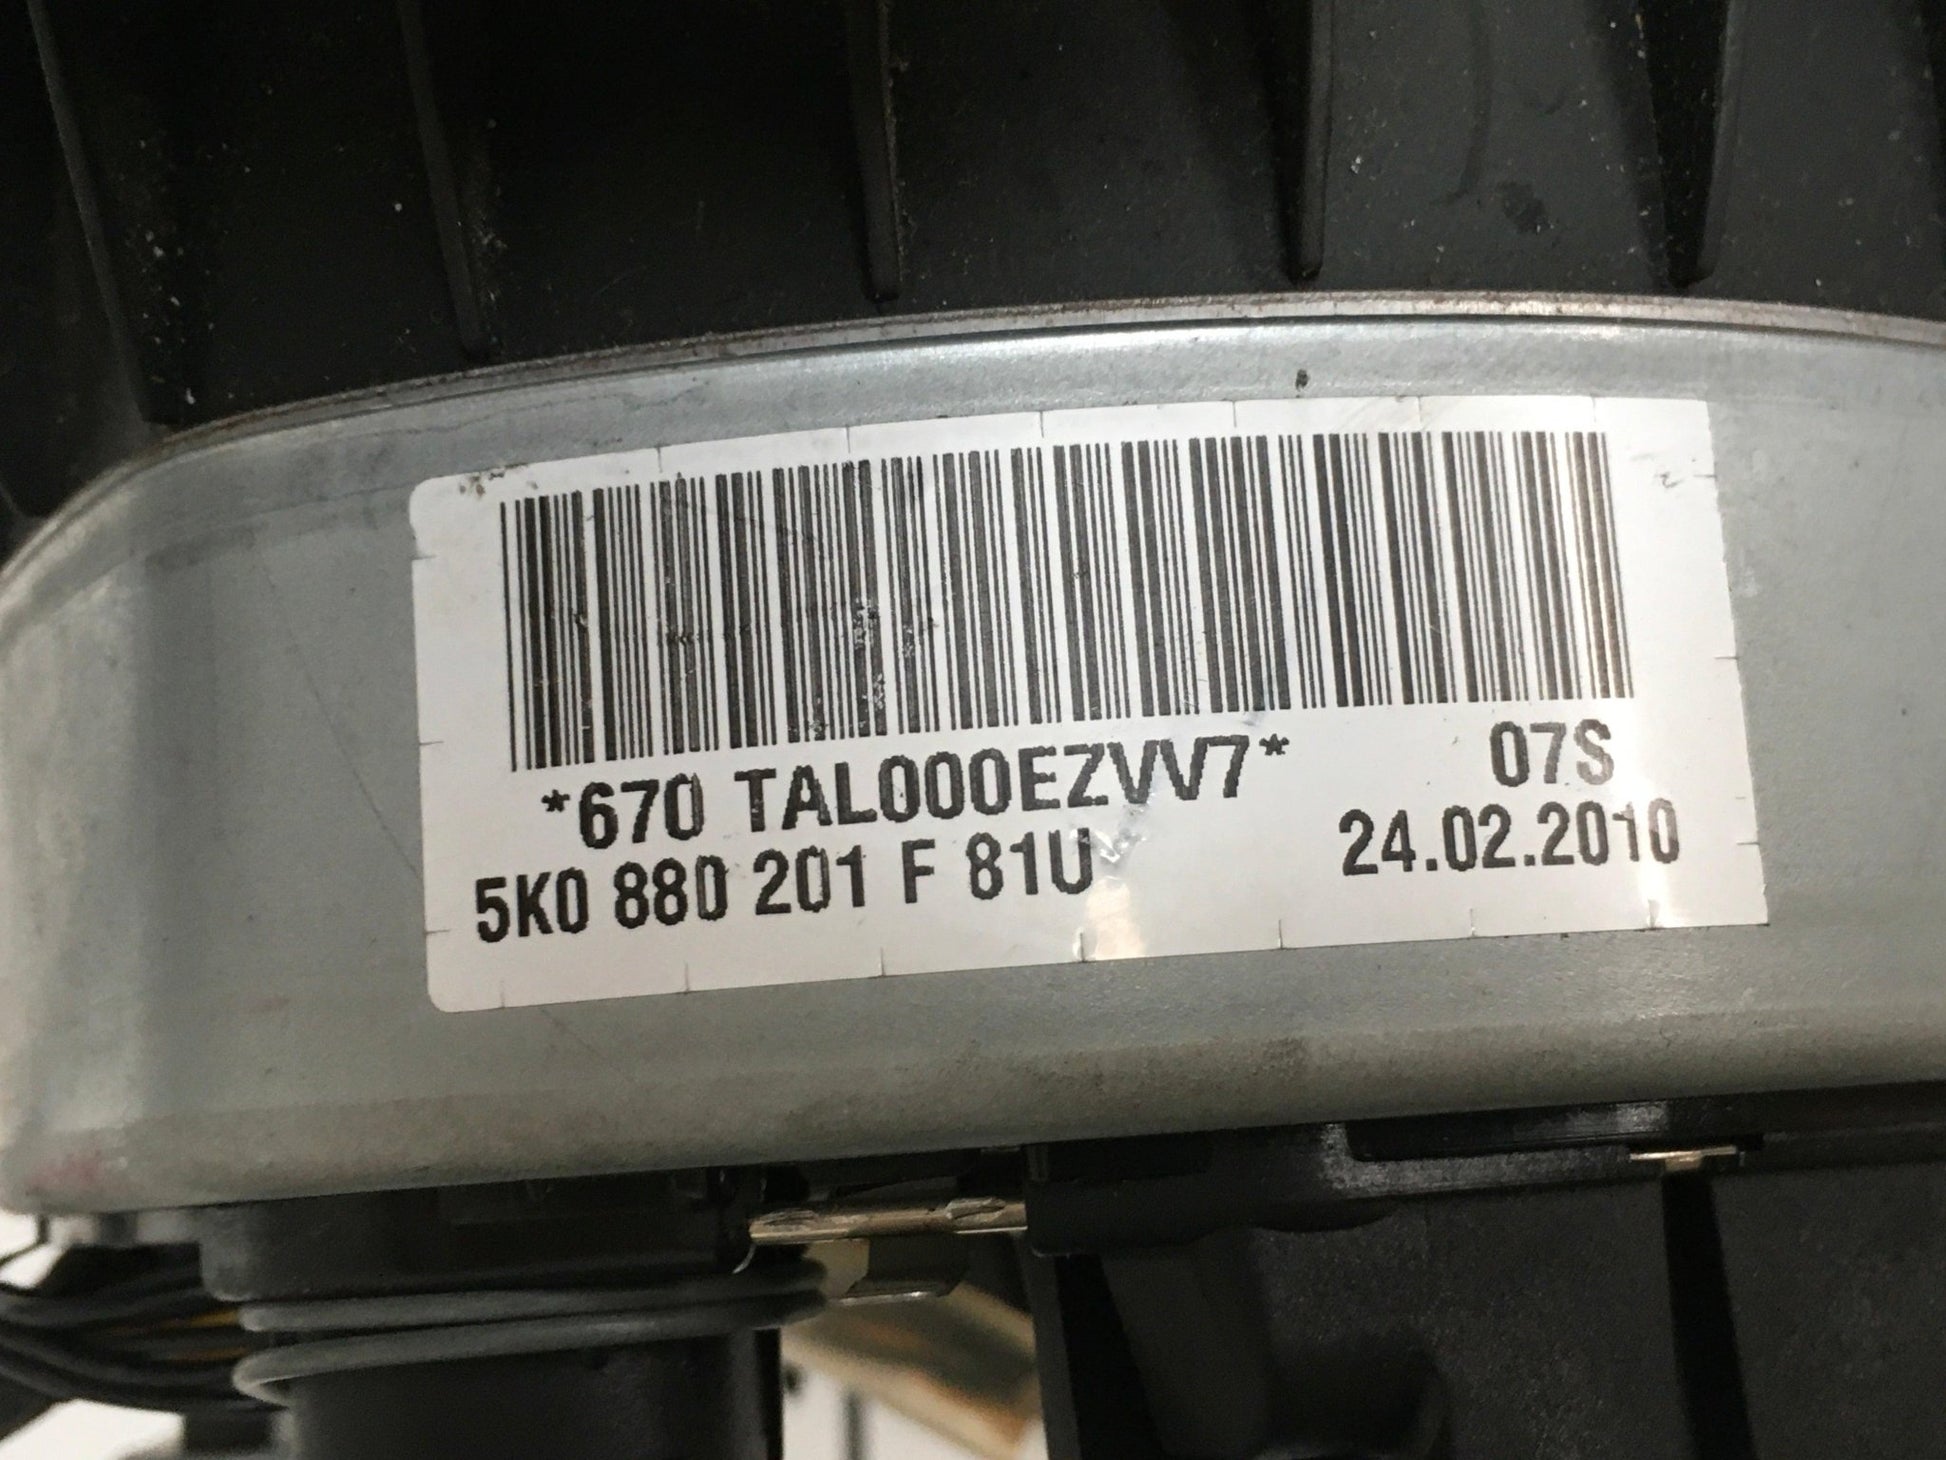 *670 TAL000EZVV7* 07S
5K0 880 201 F 81U 24.02.2010